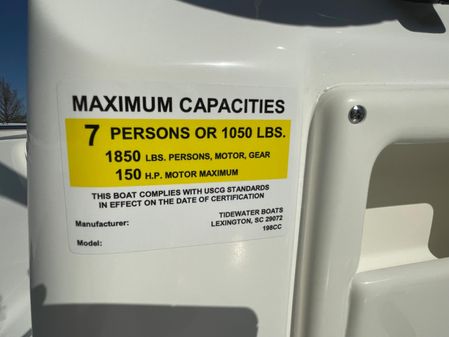 MAXIMUM CAPACITIES
7 PERSONS OR 1050 LBS.
1850 LBS. PERSONS, MOTOR, GEAR
150 H.P. MOTOR MAXIMUM
THIS BOAT COMPLIES WITH USCG STANDARDS
IN EFFECT ON THE DATE OF CERTIFICATION
Manufacturer: TIDEWATER BOATS
LEXINGTON, SC 29072
Model: 198CC